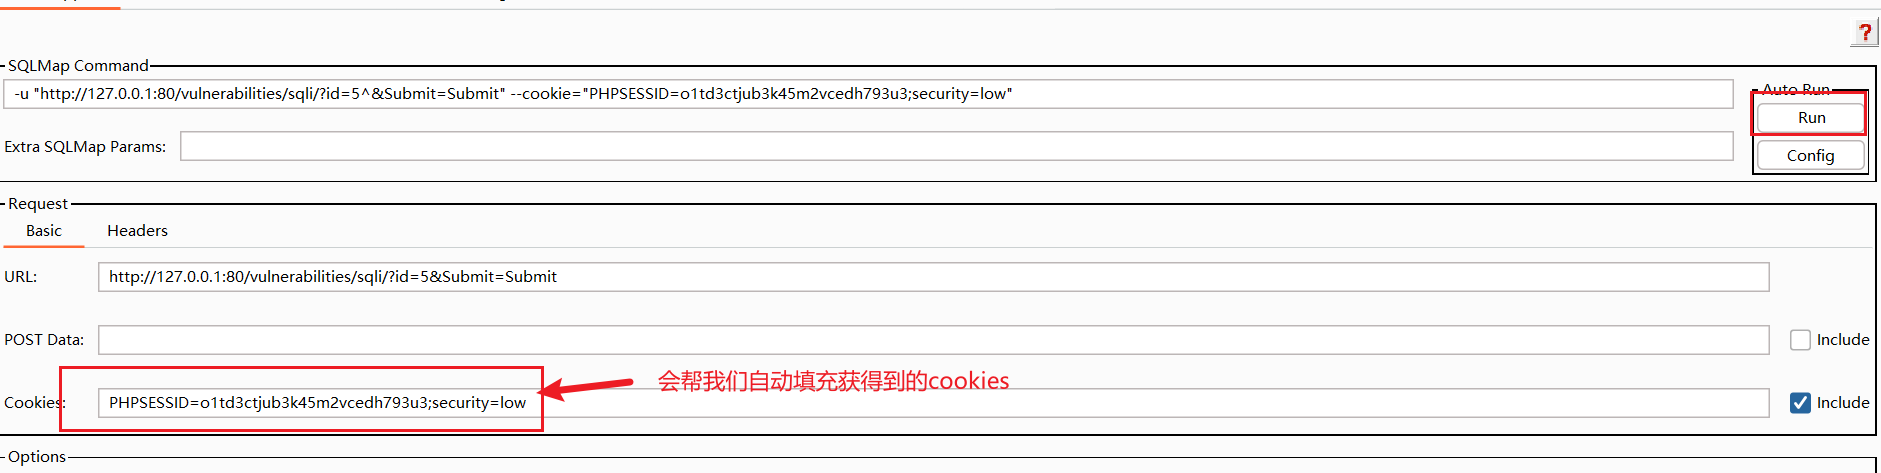 ?
SQLMap Command
-u "http://127.0.0.1:80/vulnerabilities/sqli/?id=5^&Submit=Submit" --cookie="PHPSESSID=o1td3ctjub3k45m2vcedh793u3;security=low"
Auto Run
Run
Extra SQLMap Params:
Config
Request
Basic Headers
URL: http://127.0.0.1:80/vulnerabilities/sqli/?id=5&Submit=Submit
POST Data: Include
会帮我们自动填充获得到的cookies
Cookies: PHPSESSID=o1td3ctjub3k45m2vcedh793u3;security=low Include
Options